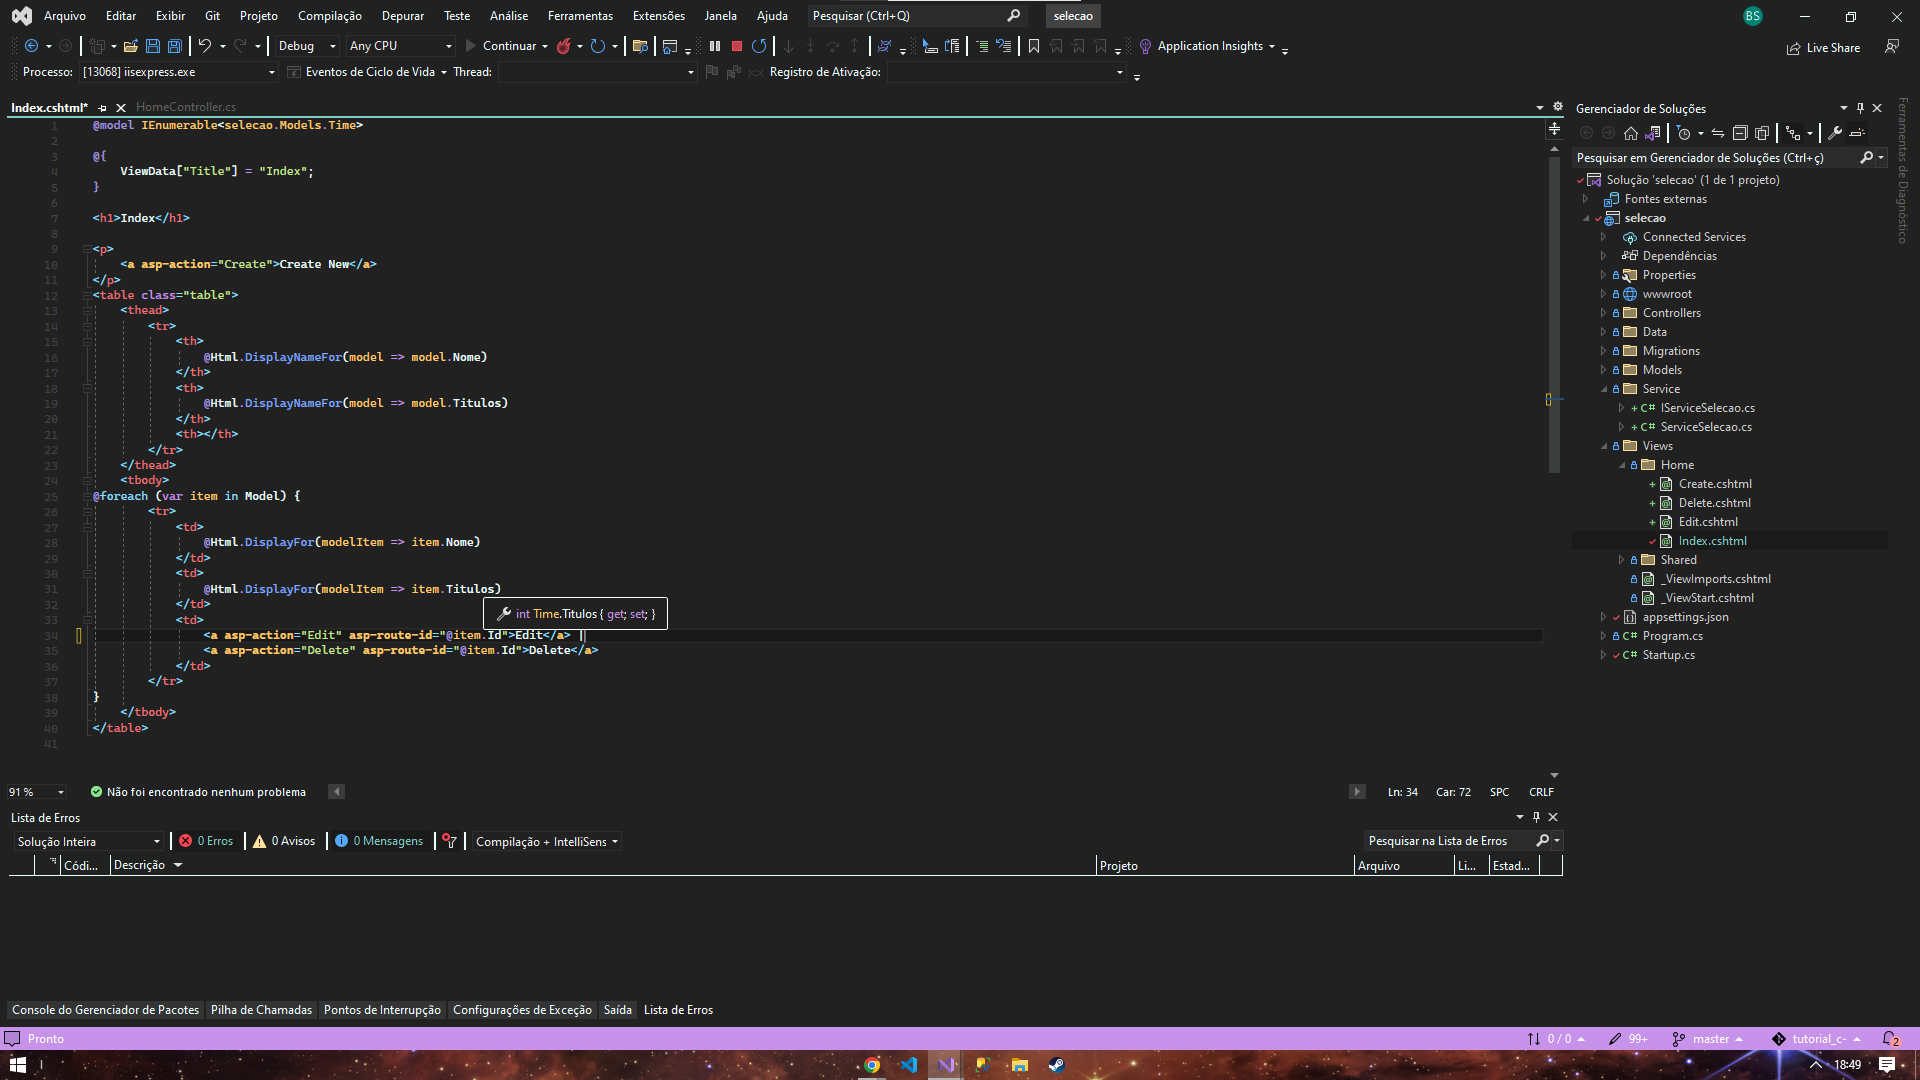 Arquivo Editar Exibir Git Projeto Compilação Depurar Teste Análise Ferramentas Extensões Janela Ajuda Pesquisar (Ctrl+Q) selecao BS
Debug Any CPU Continuar Application Insights Live Share
Processo: [13068] iisexpress.exe Eventos de Ciclo de Vida Thread: Registro de Ativação:
Index.cshtml* HomeController.cs
1 @model IEnumerable<selecao.Models.Time>
2
3 @{
4 ViewData["Title"] = "Index";
5 }
6
7 <h1>Index</h1>
8
9 <p>
10 <a asp-action="Create">Create New</a>
11 </p>
12 <table class="table">
13 <thead>
14 <tr>
15 <th>
16 @Html.DisplayNameFor(model => model.Nome)
17 </th>
18 <th>
19 @Html.DisplayNameFor(model => model.Titulos)
20 </th>
21 <th></th>
22 </tr>
23 </thead>
24 <tbody>
25 @foreach (var item in Model) {
26 <tr>
27 <td>
28 @Html.DisplayFor(modelItem => item.Nome)
29 </td>
30 <td>
31 @Html.DisplayFor(modelItem => item.Titulos)
32 </td>
int Time.Titulos { get; set; }
33 <td>
34 <a asp-action="Edit" asp-route-id="@item.Id">Edit</a> |
35 <a asp-action="Delete" asp-route-id="@item.Id">Delete</a>
36 </td>
37 </tr>
38 }
39 </tbody>
40 </table>
41
91 % Não foi encontrado nenhum problema Ln: 34 Car: 72 SPC CRLF
Lista de Erros
Solução Inteira 0 Erros 0 Avisos 0 Mensagens Compilação + IntelliSens Pesquisar na Lista de Erros
Códi... Descrição Projeto Arquivo Li... Estad...
Console do Gerenciador de Pacotes Pilha de Chamadas Pontos de Interrupção Configurações de Exceção Saída Lista de Erros
Gerenciador de Soluções
Pesquisar em Gerenciador de Soluções (Ctrl+ç)
Solução 'selecao' (1 de 1 projeto)
Fontes externas
selecao
Connected Services
Dependências
Properties
wwwroot
Controllers
Data
Migrations
Models
Service
C# IServiceSelecao.cs
C# ServiceSelecao.cs
Views
Home
Create.cshtml
Delete.cshtml
Edit.cshtml
Index.cshtml
Shared
_ViewImports.cshtml
_ViewStart.cshtml
appsettings.json
C# Program.cs
C# Startup.cs
Ferramentas de Diagnóstico
Pronto 0 / 0 99+ master tutorial_c- 2
18:49